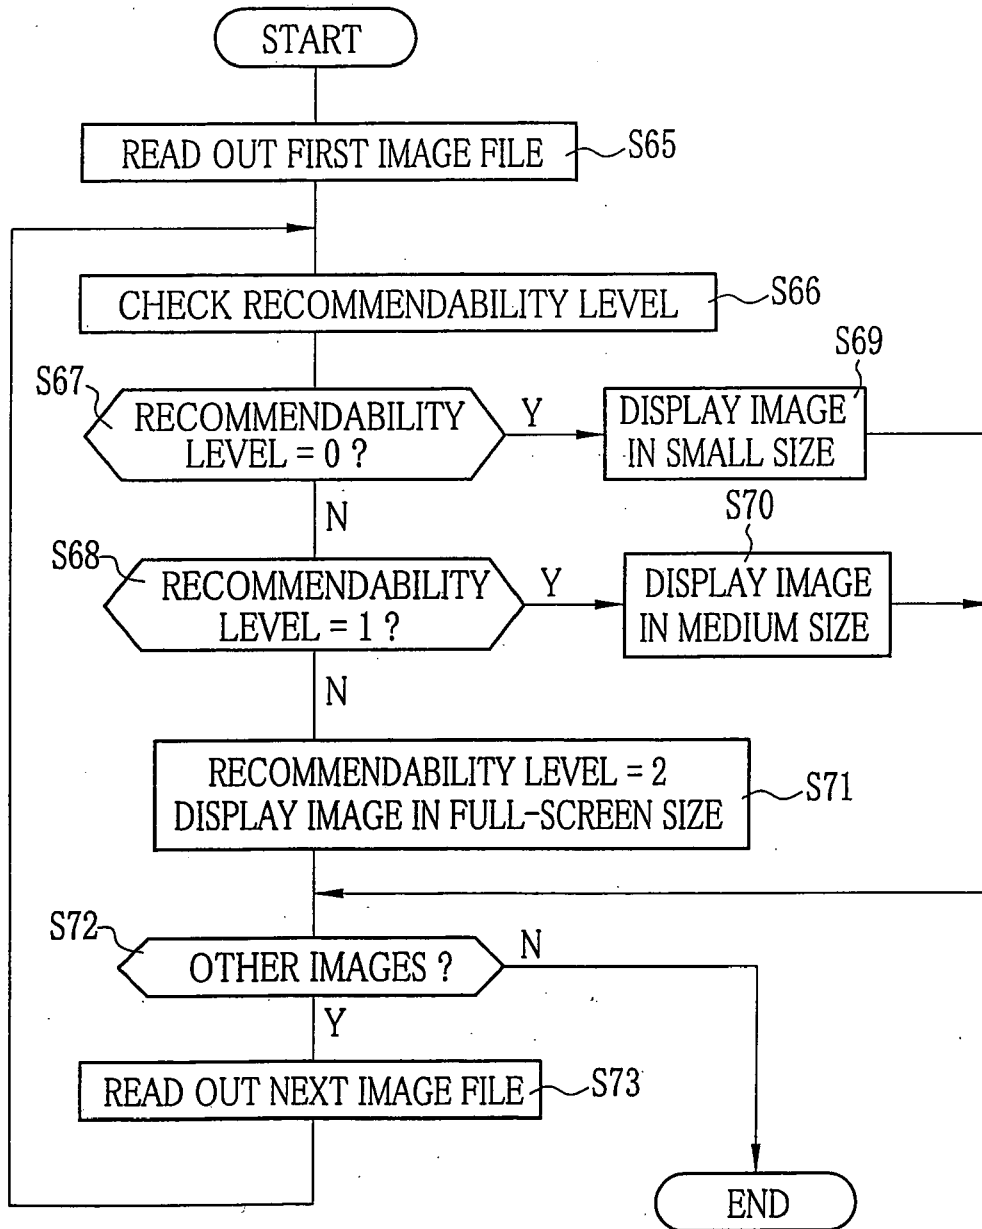 START
READ OUT FIRST IMAGE FILE
S65
CHECK RECOMMENDABILITY LEVEL
S66
S67
RECOMMENDABILITY
LEVEL = 0 ?
Y
S69
DISPLAY IMAGE
IN SMALL SIZE
N
S68
RECOMMENDABILITY
LEVEL = 1 ?
Y
S70
DISPLAY IMAGE
IN MEDIUM SIZE
N
RECOMMENDABILITY LEVEL = 2
DISPLAY IMAGE IN FULL-SCREEN SIZE
S71
S72
OTHER IMAGES ?
N
Y
READ OUT NEXT IMAGE FILE
S73
END